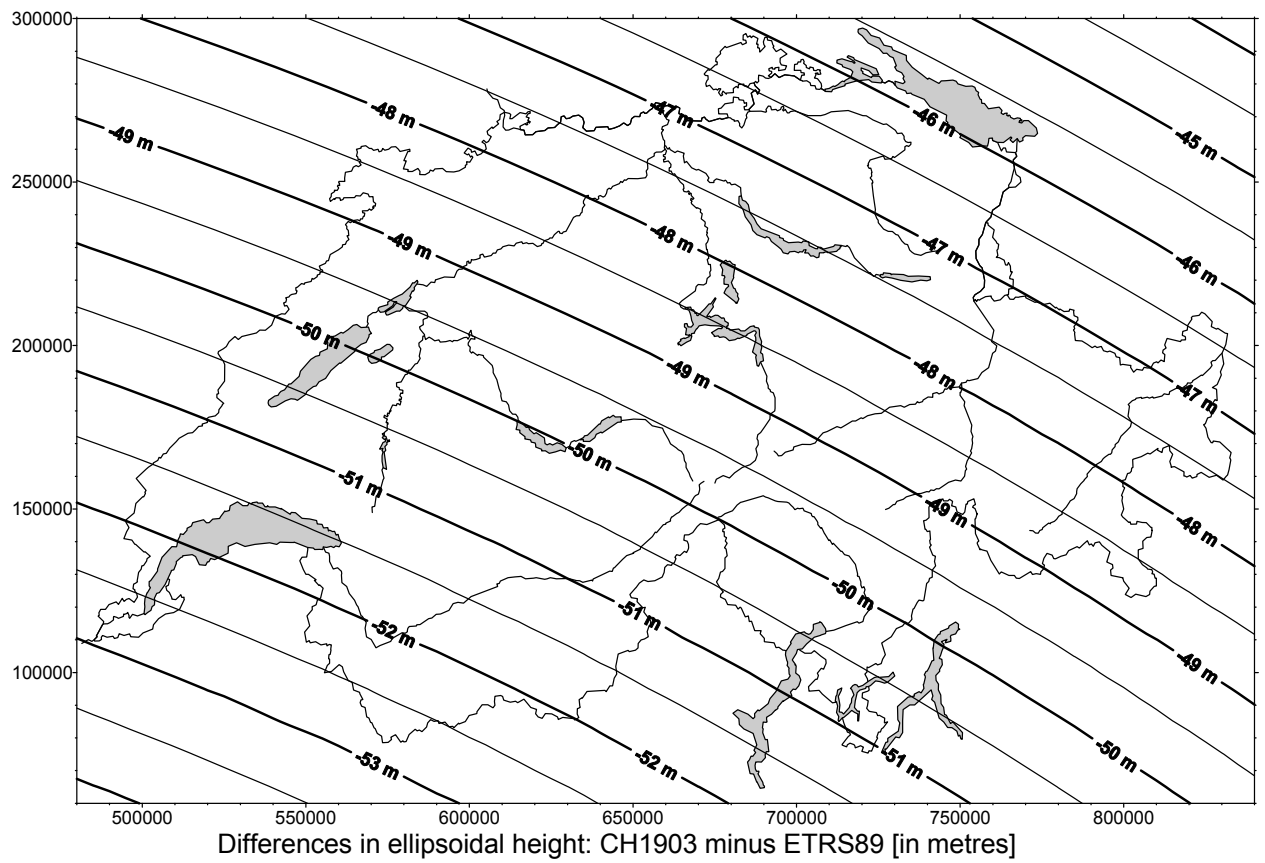 300000
250000
200000
150000
100000
-45 m
-46 m
-47 m
-48 m
-49 m
-46 m
-47 m
-48 m
-49 m
-48 m
-47 m
-50 m
-49 m
-50 m
-49 m
-51 m
-48 m
-50 m
-51 m
-52 m
-49 m
-50 m
-53 m
-52 m
-51 m
500000 550000 600000 650000 700000 750000 800000
Differences in ellipsoidal height: CH1903 minus ETRS89 [in metres]